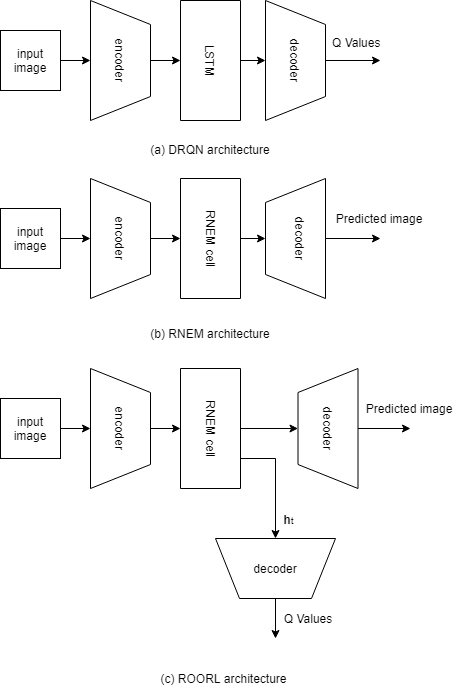 input
image
encoder
LSTM
decoder
Q Values
(a) DRQN architecture
input
image
encoder
RNEM cell
decoder
Predicted image
(b) RNEM architecture
input
image
encoder
RNEM cell
decoder
Predicted image
ht
decoder
Q Values
(c) ROORL architecture